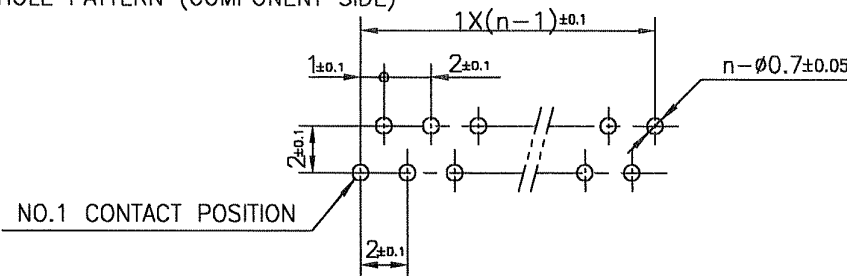 HOLE PATTERN (COMPONENT SIDE)
1X(n-1)±0.1
1±0.1
2±0.1
n-Ø0.7±0.05
2±0.1
NO.1 CONTACT POSITION
2±0.1